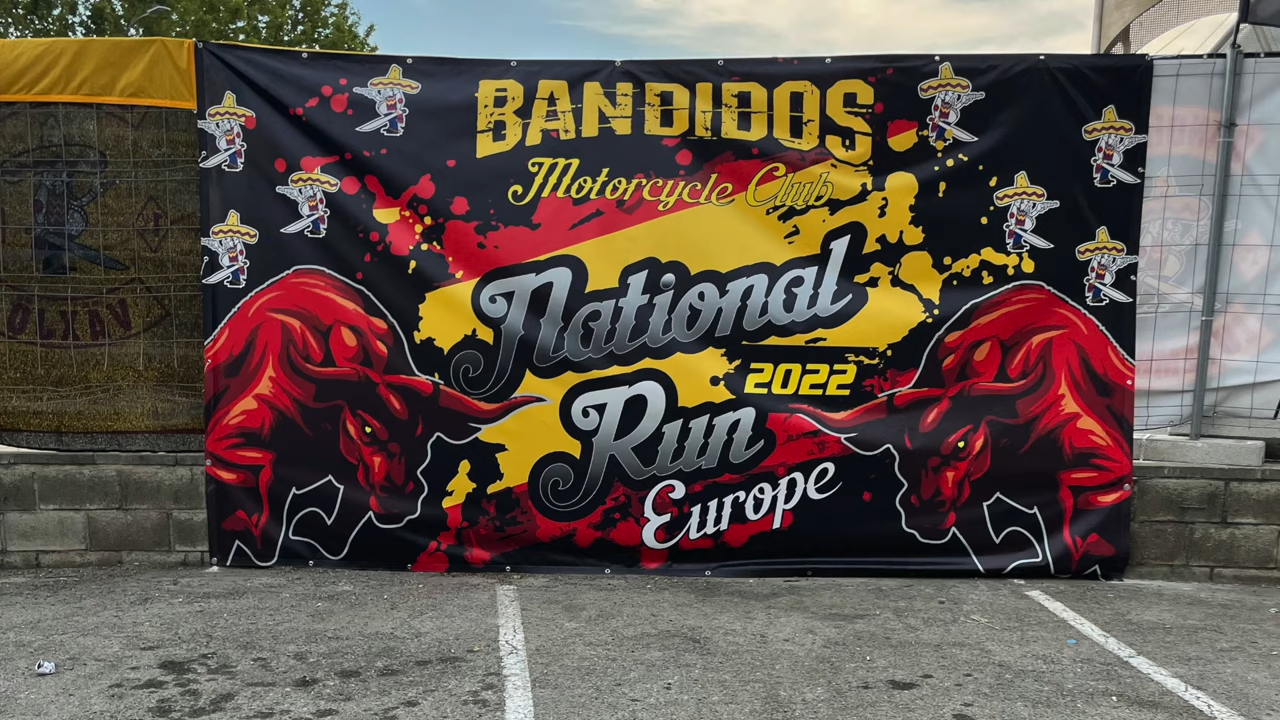 BANDIDOS
Motorcycle Club
National
2022
Run
Europe